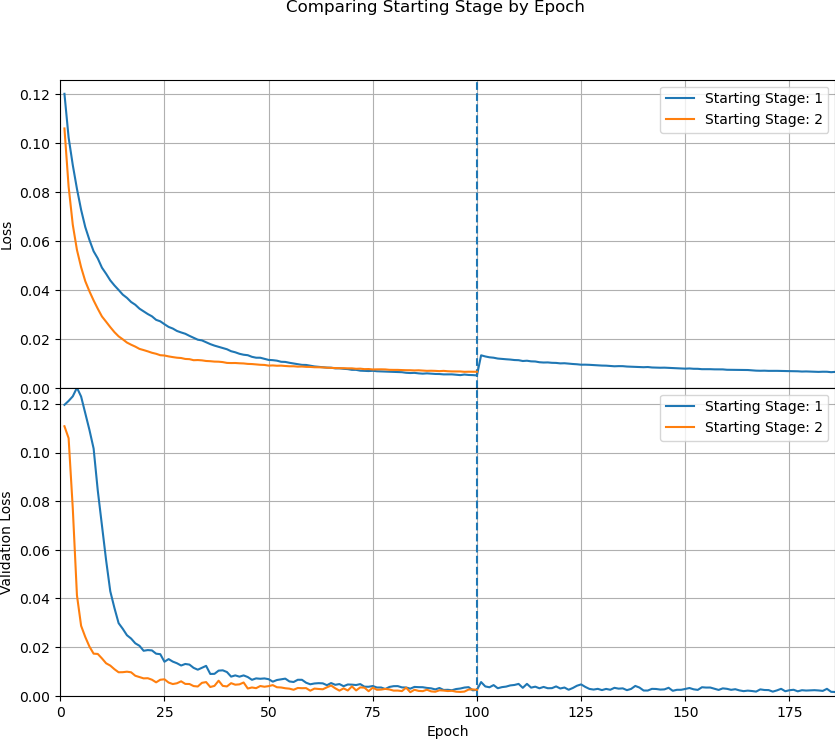 Comparing Starting Stage by Epoch
0.12
0.10
0.08
0.06
0.04
0.02
0.00
Loss
Starting Stage: 1
Starting Stage: 2
0.12
0.10
0.08
0.06
0.04
0.02
0.00
Validation Loss
Starting Stage: 1
Starting Stage: 2
0 25 50 75 100 125 150 175
Epoch